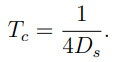 T_c = \frac{1}{4D_s}.